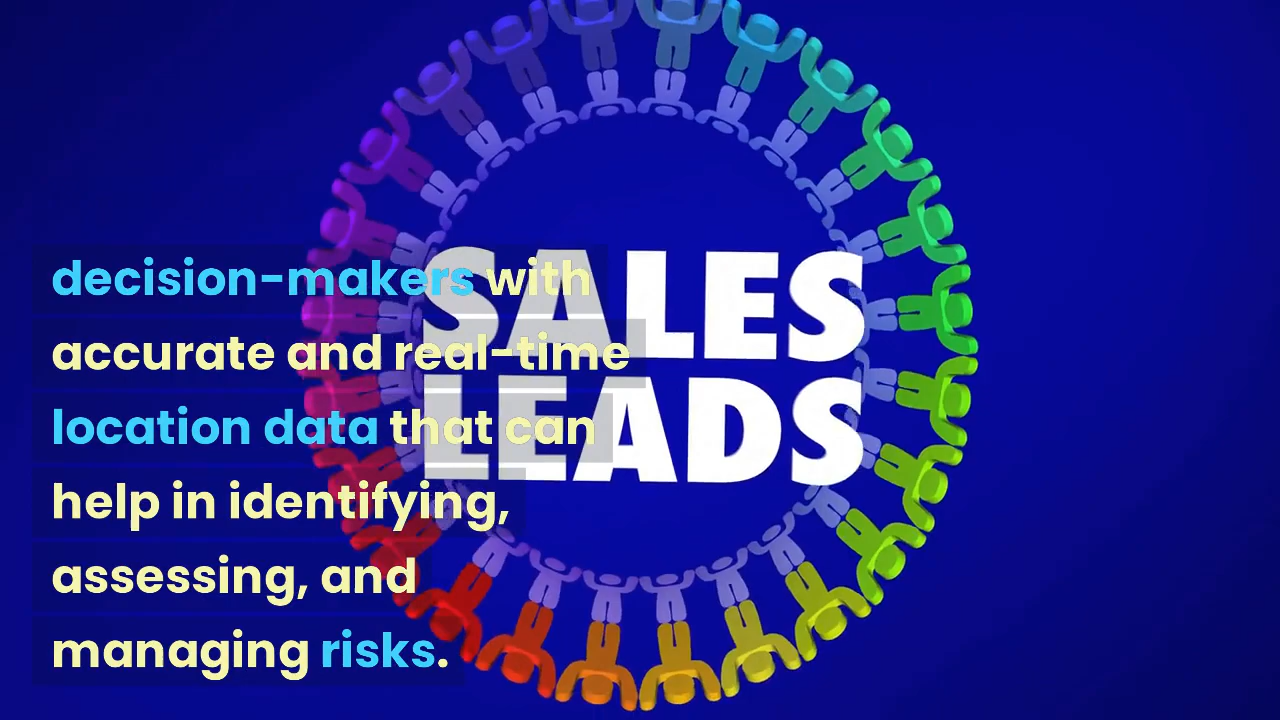 decision-makers with
accurate and real-time
location data that can
help in identifying,
assessing, and
managing risks.
SALES
LEADS